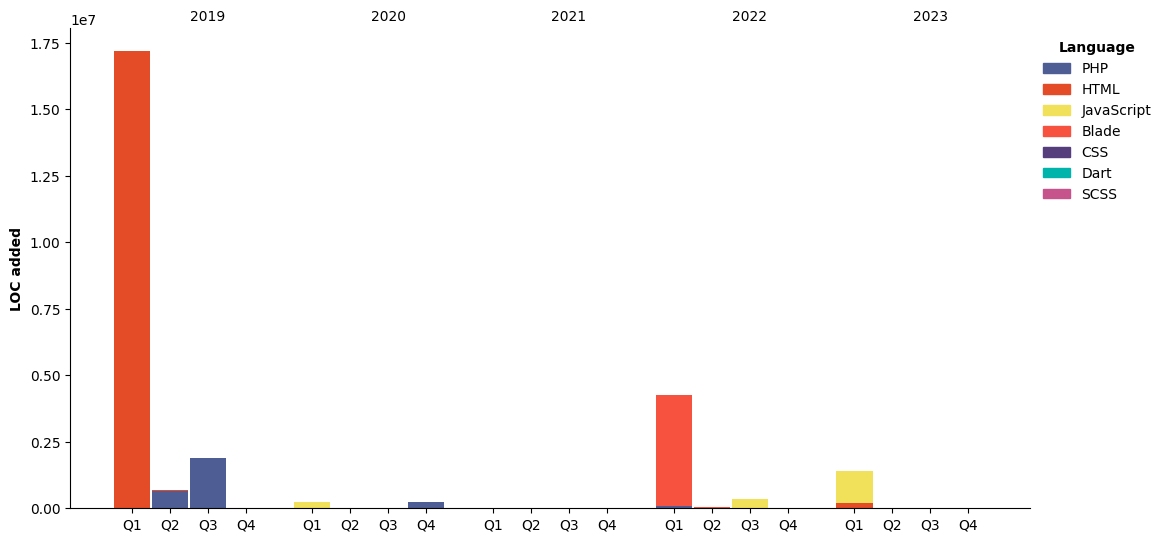 1e7
2019 2020 2021 2022 2023
1.75
1.50
1.25
1.00
0.75
0.50
0.25
0.00
LOC added
Q1 Q2 Q3 Q4 Q1 Q2 Q3 Q4 Q1 Q2 Q3 Q4 Q1 Q2 Q3 Q4 Q1 Q2 Q3 Q4
Language
PHP
HTML
JavaScript
Blade
CSS
Dart
SCSS